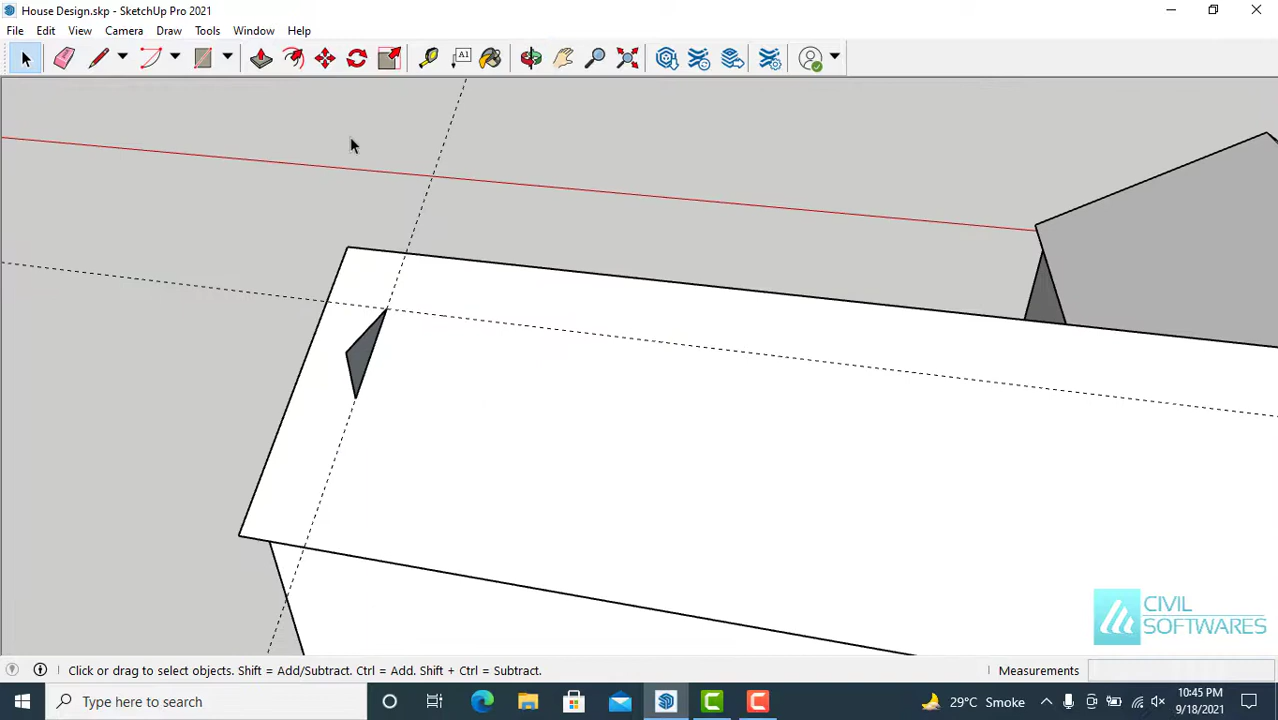 House Design.skp - SketchUp Pro 2021
File Edit View Camera Draw Tools Window Help
A1
CIVIL
SOFTWARES
Click or drag to select objects. Shift = Add/Subtract. Ctrl = Add. Shift + Ctrl = Subtract.
Measurements
Type here to search
29°C Smoke
10:45 PM
9/18/2021